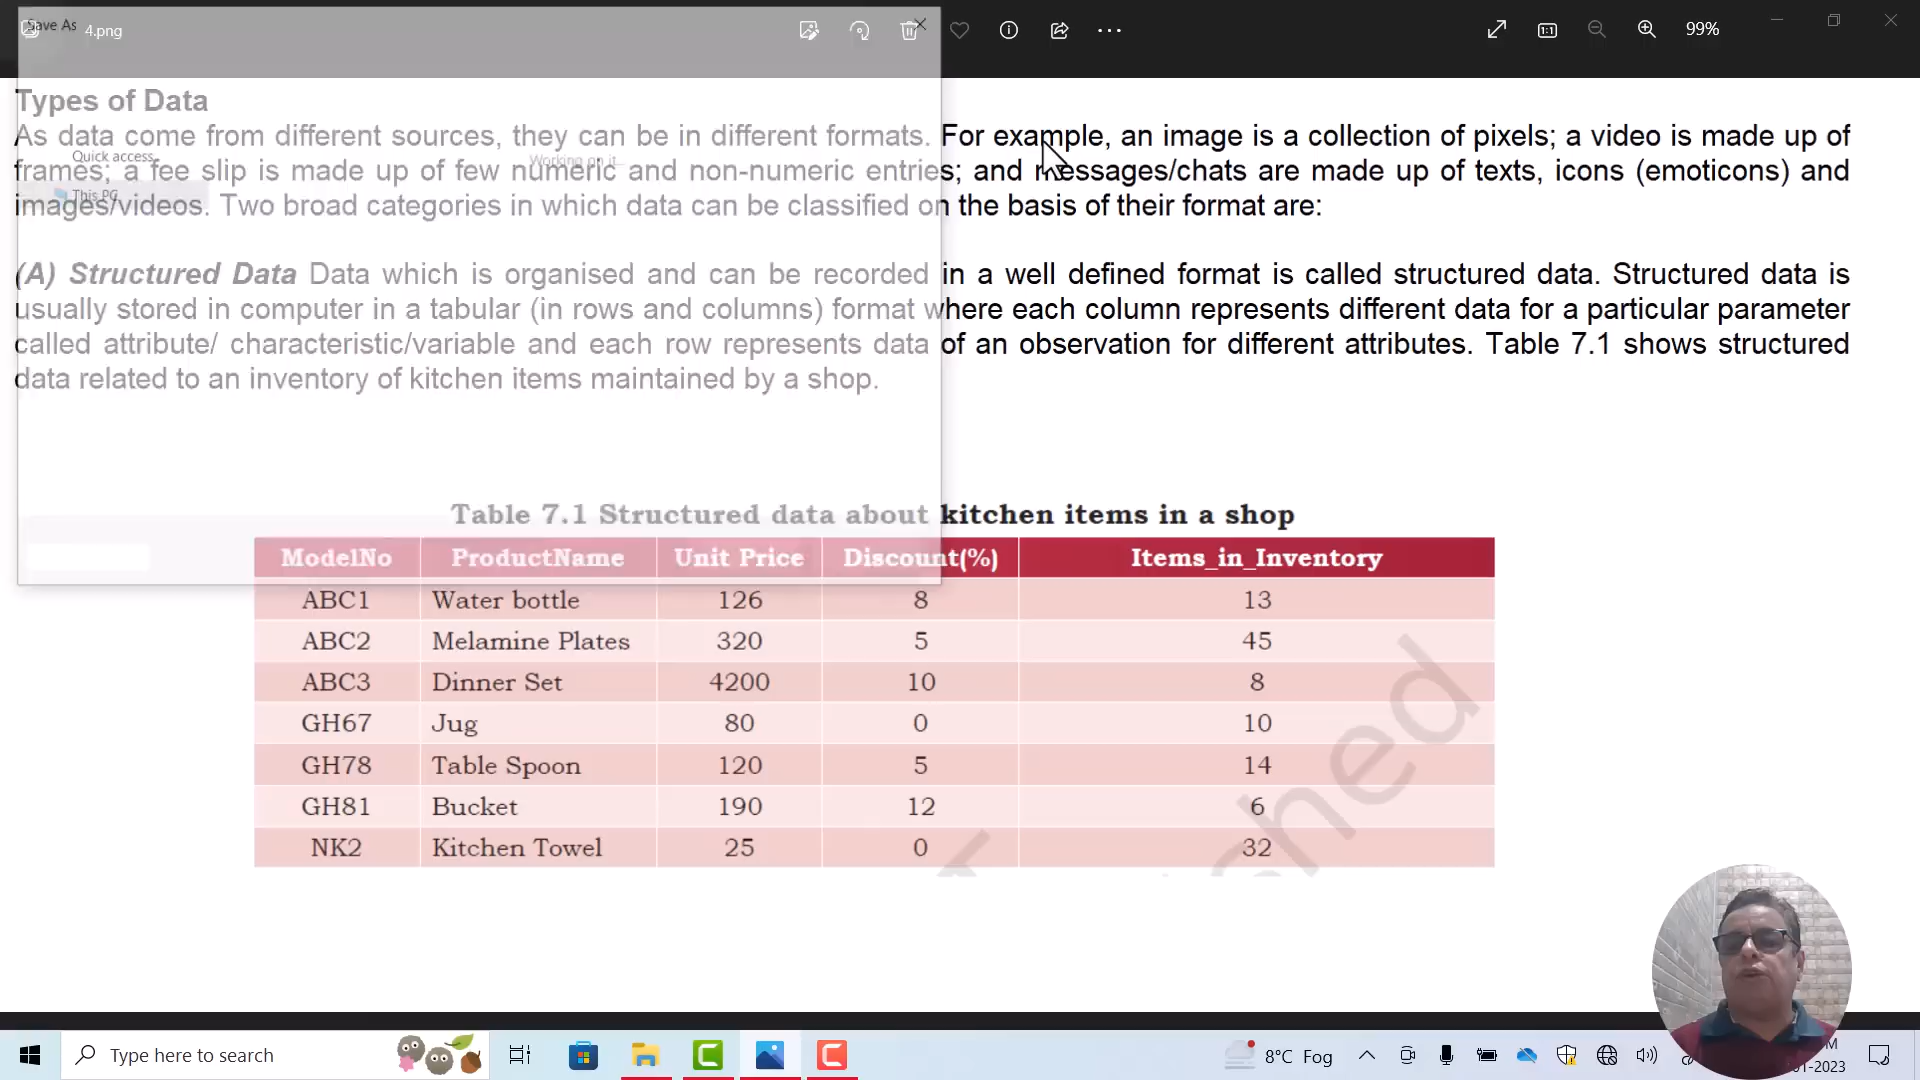 Save As
4.png
99%
Types of Data
As data come from different sources, they can be in different formats. For example, an image is a collection of pixels; a video is made up of
frames; a fee slip is made up of few numeric and non-numeric entries; and messages/chats are made up of texts, icons (emoticons) and
images/videos. Two broad categories in which data can be classified on the basis of their format are:
Quick access
Working on it...
This PC
(A) Structured Data Data which is organised and can be recorded in a well defined format is called structured data. Structured data is
usually stored in computer in a tabular (in rows and columns) format where each column represents different data for a particular parameter
called attribute/ characteristic/variable and each row represents data of an observation for different attributes. Table 7.1 shows structured
data related to an inventory of kitchen items maintained by a shop.
Table 7.1 Structured data about kitchen items in a shop
ModelNo ProductName Unit Price Discount(%) Items_in_Inventory
ABC1 Water bottle 126 8 13
ABC2 Melamine Plates 320 5 45
ABC3 Dinner Set 4200 10 8
GH67 Jug 80 0 10
GH78 Table Spoon 120 5 14
GH81 Bucket 190 12 6
NK2 Kitchen Towel 25 0 32
shed
Type here to search
8°C Fog
M
01-2023